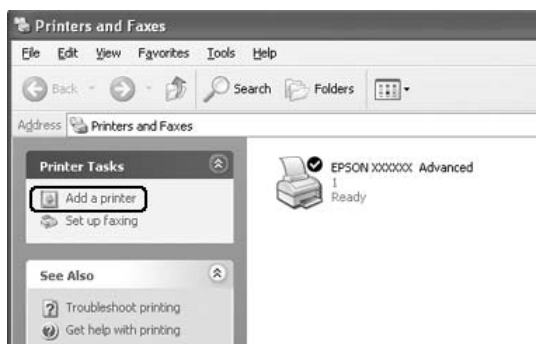 Printers and Faxes
File Edit View Favorites Tools Help
Back Search Folders
Address Printers and Faxes
Printer Tasks
Add a printer
Set up faxing
See Also
Troubleshoot printing
Get help with printing
EPSON XXXXXX Advanced
1
Ready